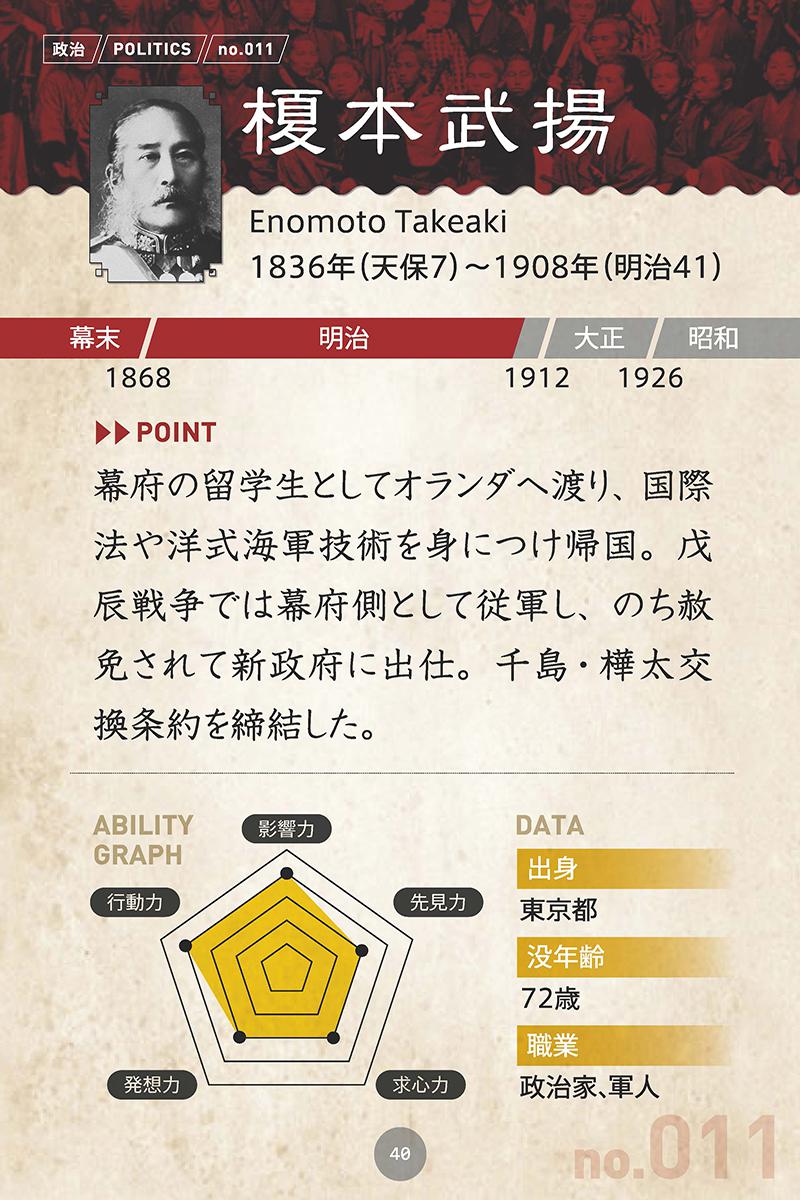 政治 POLITICS no.011
榎本武揚
Enomoto Takeaki
1836年(天保7)～1908年(明治41)
幕末 明治 大正 昭和
1868 1912 1926
POINT
幕府の留学生としてオランダへ渡り、国際
法や洋式海軍技術を身につけ帰国。戊
辰戦争では幕府側として従軍し、のち赦
免されて新政府に出仕。千島・樺太交
換条約を締結した。
ABILITY
GRAPH
影響力
行動力
先見力
発想力
求心力
DATA
出身
東京都
没年齢
72歳
職業
政治家、軍人
40
no.011